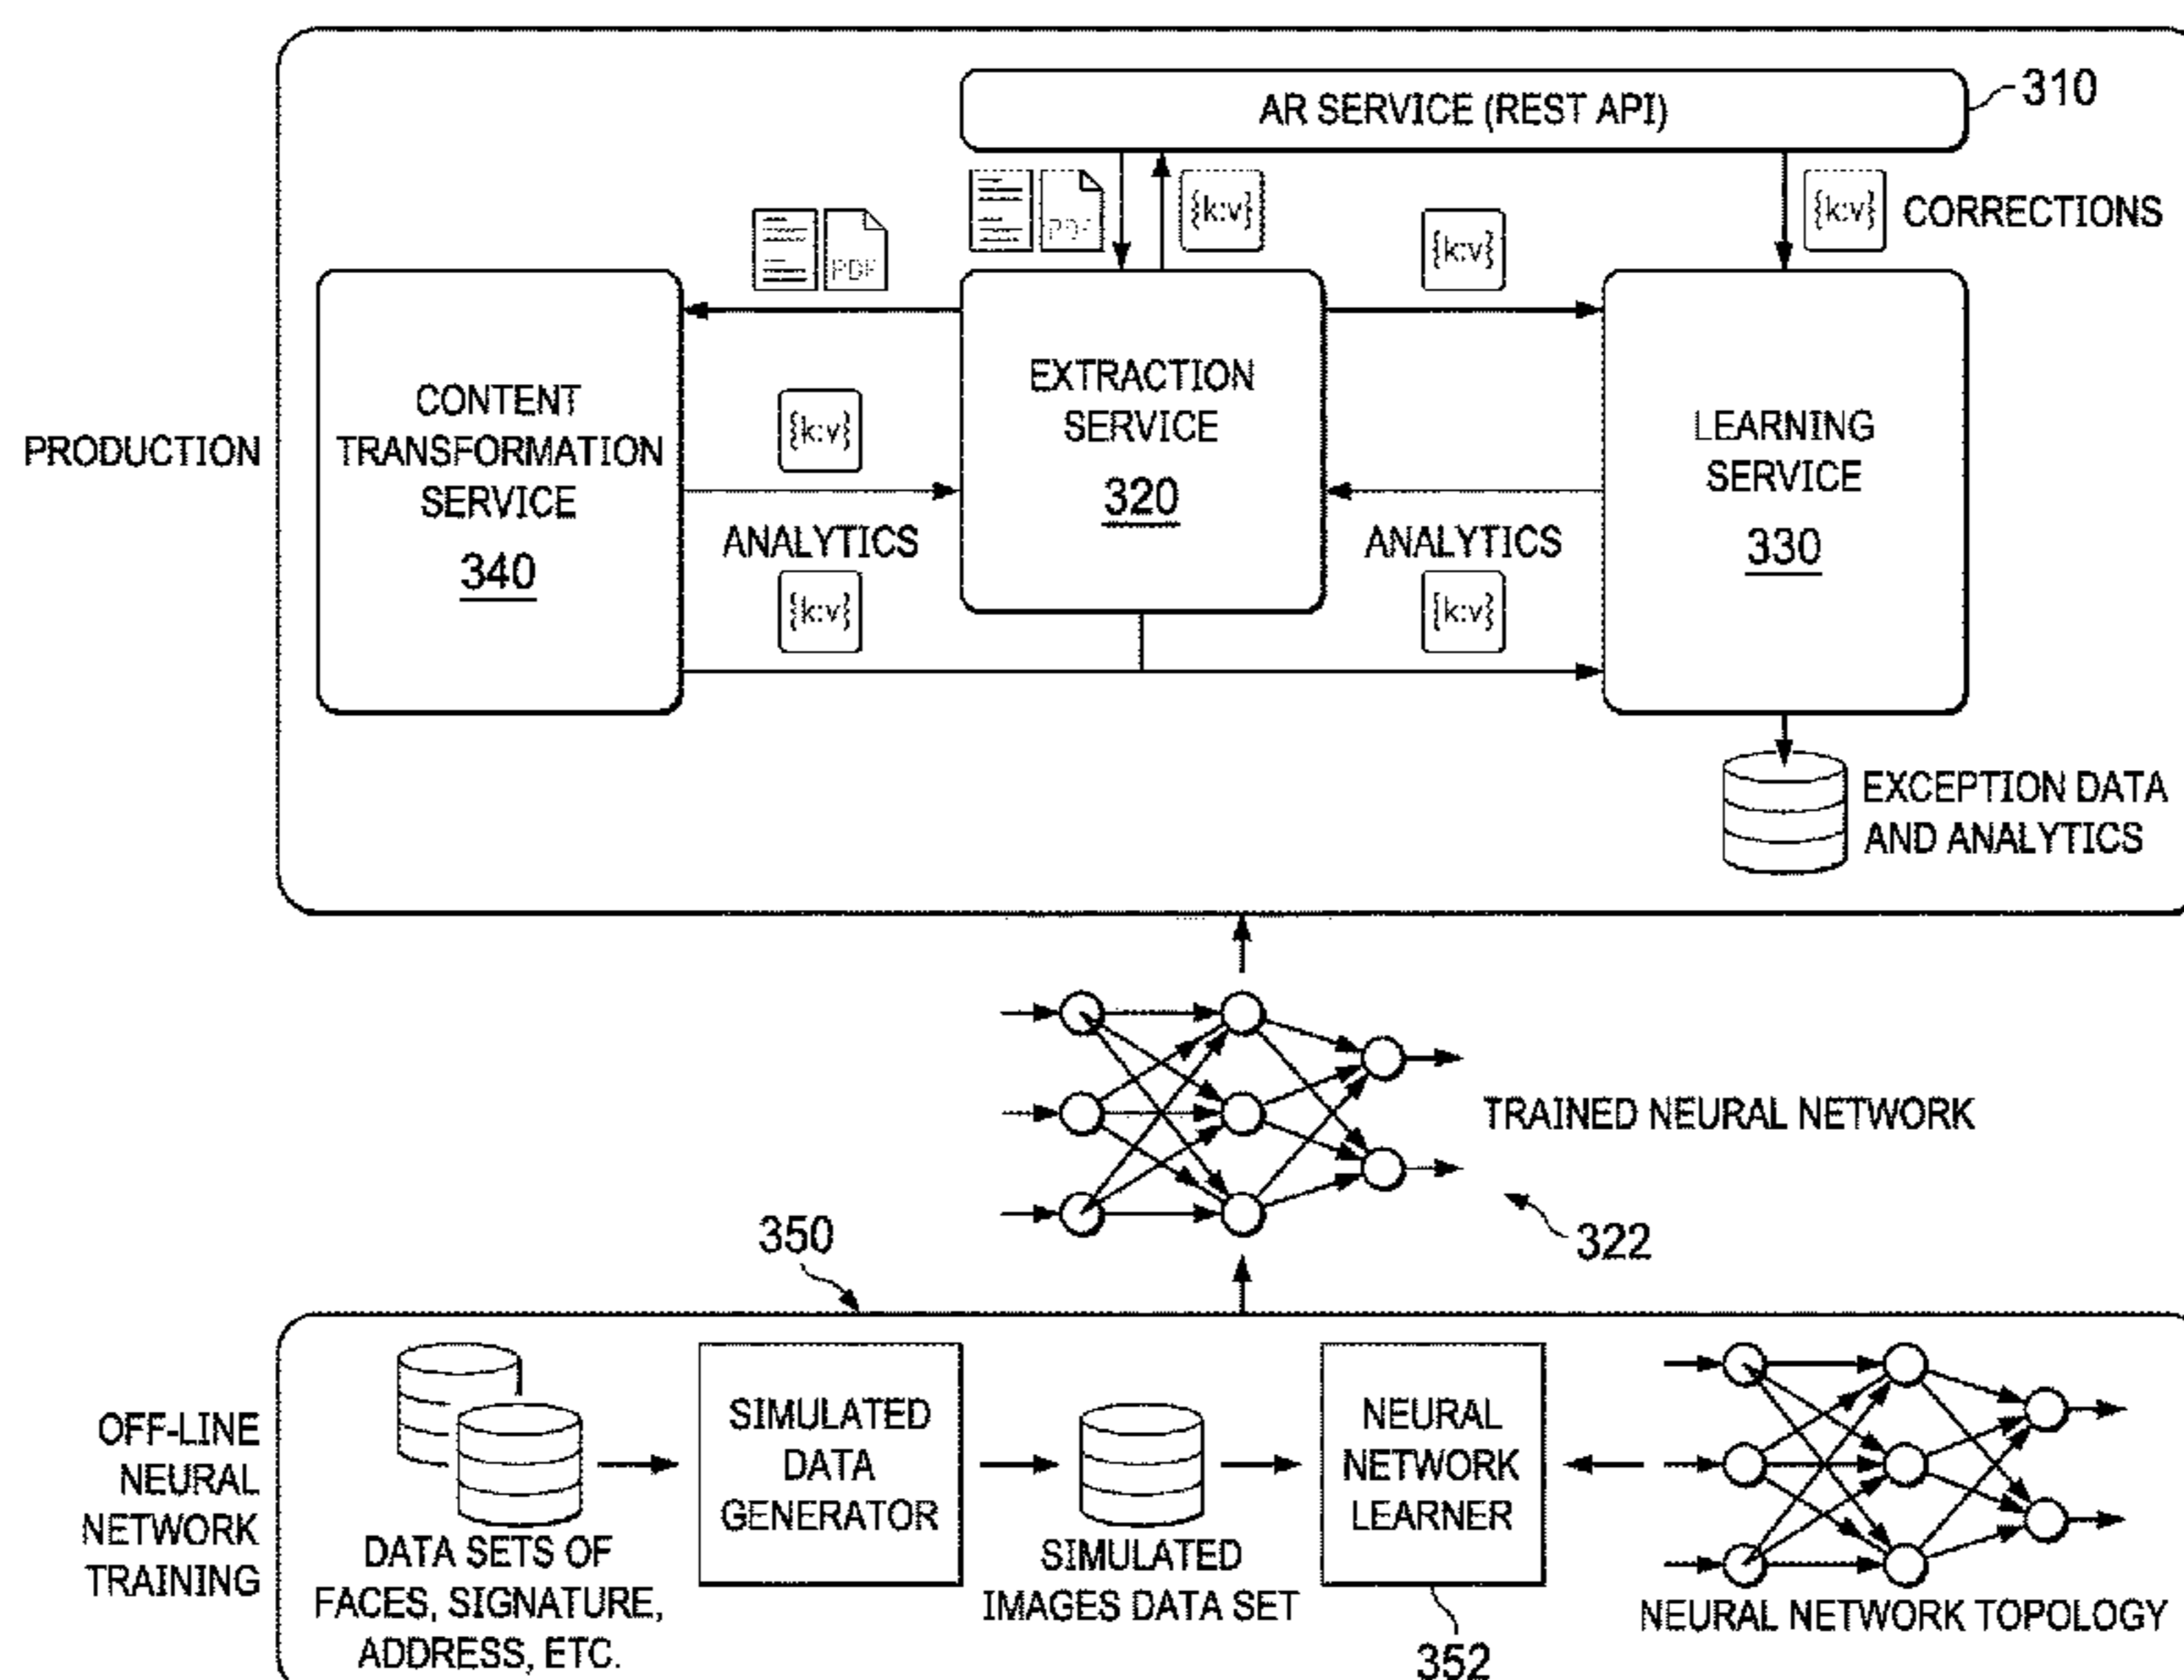 AR SERVICE (REST API)
310
PDF
{k:v}
{k:v}
CORRECTIONS
PDF
{k:v}
PRODUCTION
CONTENT
TRANSFORMATION
SERVICE
340
{k:v}
ANALYTICS
{k:v}
EXTRACTION
SERVICE
320
ANALYTICS
{k:v}
LEARNING
SERVICE
330
EXCEPTION DATA
AND ANALYTICS
TRAINED NEURAL NETWORK
322
350
OFF-LINE
NEURAL
NETWORK
TRAINING
DATA SETS OF
FACES, SIGNATURE,
ADDRESS, ETC.
SIMULATED
DATA
GENERATOR
SIMULATED
IMAGES DATA SET
NEURAL
NETWORK
LEARNER
352
NEURAL NETWORK TOPOLOGY